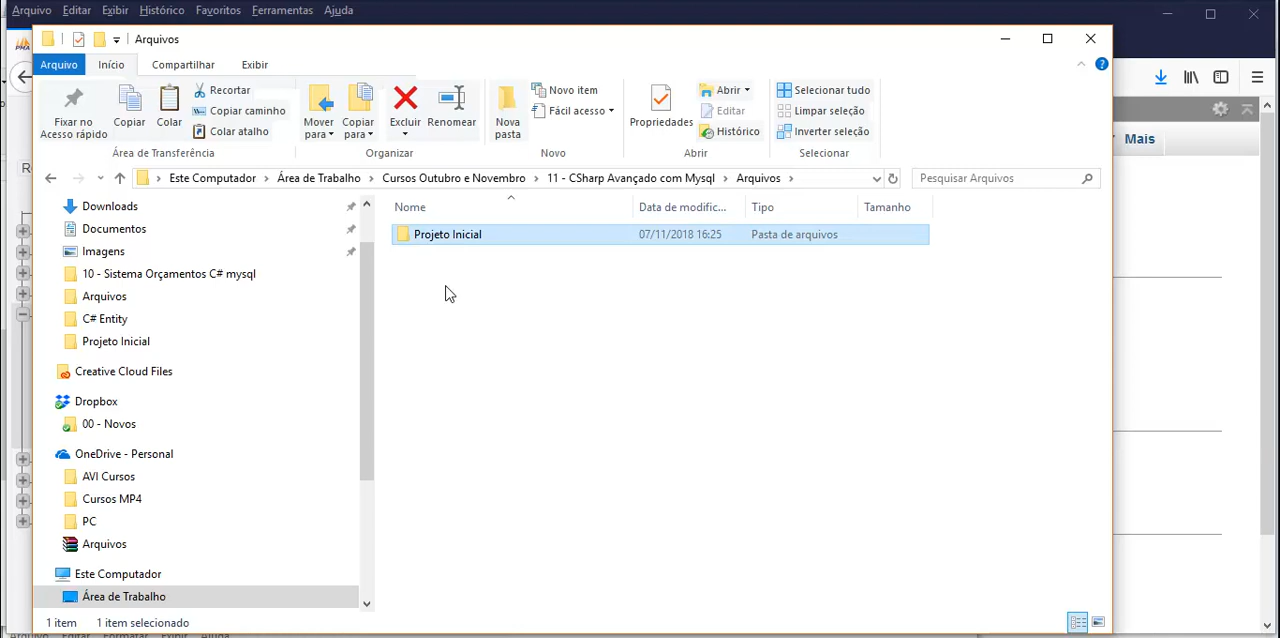 Arquivo Editar Exibir Histórico Favoritos Ferramentas Ajuda
Arquivos
Arquivo Início Compartilhar Exibir
Fixar no
Acesso rápido
Copiar
Colar
Recortar
Copiar caminho
Colar atalho
Mover
para
Copiar
para
Excluir
Renomear
Nova
pasta
Novo item
Fácil acesso
Propriedades
Abrir
Editar
Histórico
Selecionar tudo
Limpar seleção
Inverter seleção
Área de Transferência Organizar Novo Abrir Selecionar
Mais
Este Computador Área de Trabalho Cursos Outubro e Novembro 11 - CSharp Avançado com Mysql Arquivos
Pesquisar Arquivos
Nome Data de modific... Tipo Tamanho
Projeto Inicial 07/11/2018 16:25 Pasta de arquivos
Downloads
Documentos
Imagens
10 - Sistema Orçamentos C# mysql
Arquivos
C# Entity
Projeto Inicial
Creative Cloud Files
Dropbox
00 - Novos
OneDrive - Personal
AVI Cursos
Cursos MP4
PC
Arquivos
Este Computador
Área de Trabalho
1 item 1 item selecionado
Arquivo Editar Formatar Exibir Ajuda